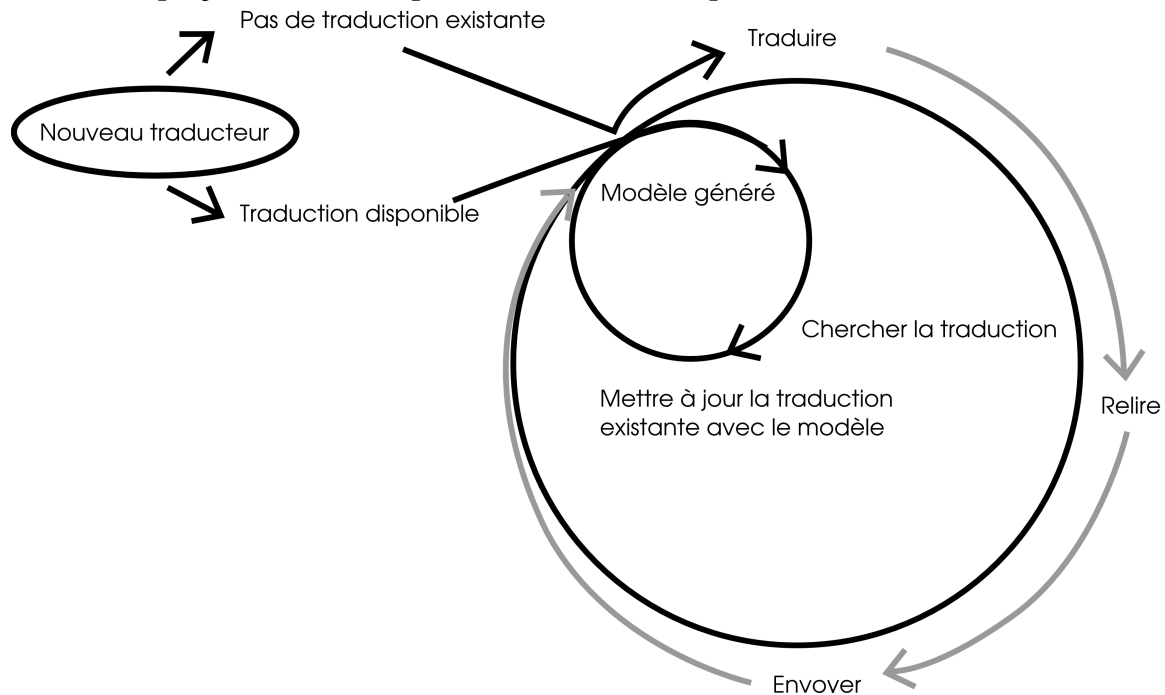 Pas de traduction existante
Traduire
Nouveau traducteur
Modèle généré
Traduction disponible
Chercher la traduction
Mettre à jour la traduction
existante avec le modèle
Relire
Envoyer